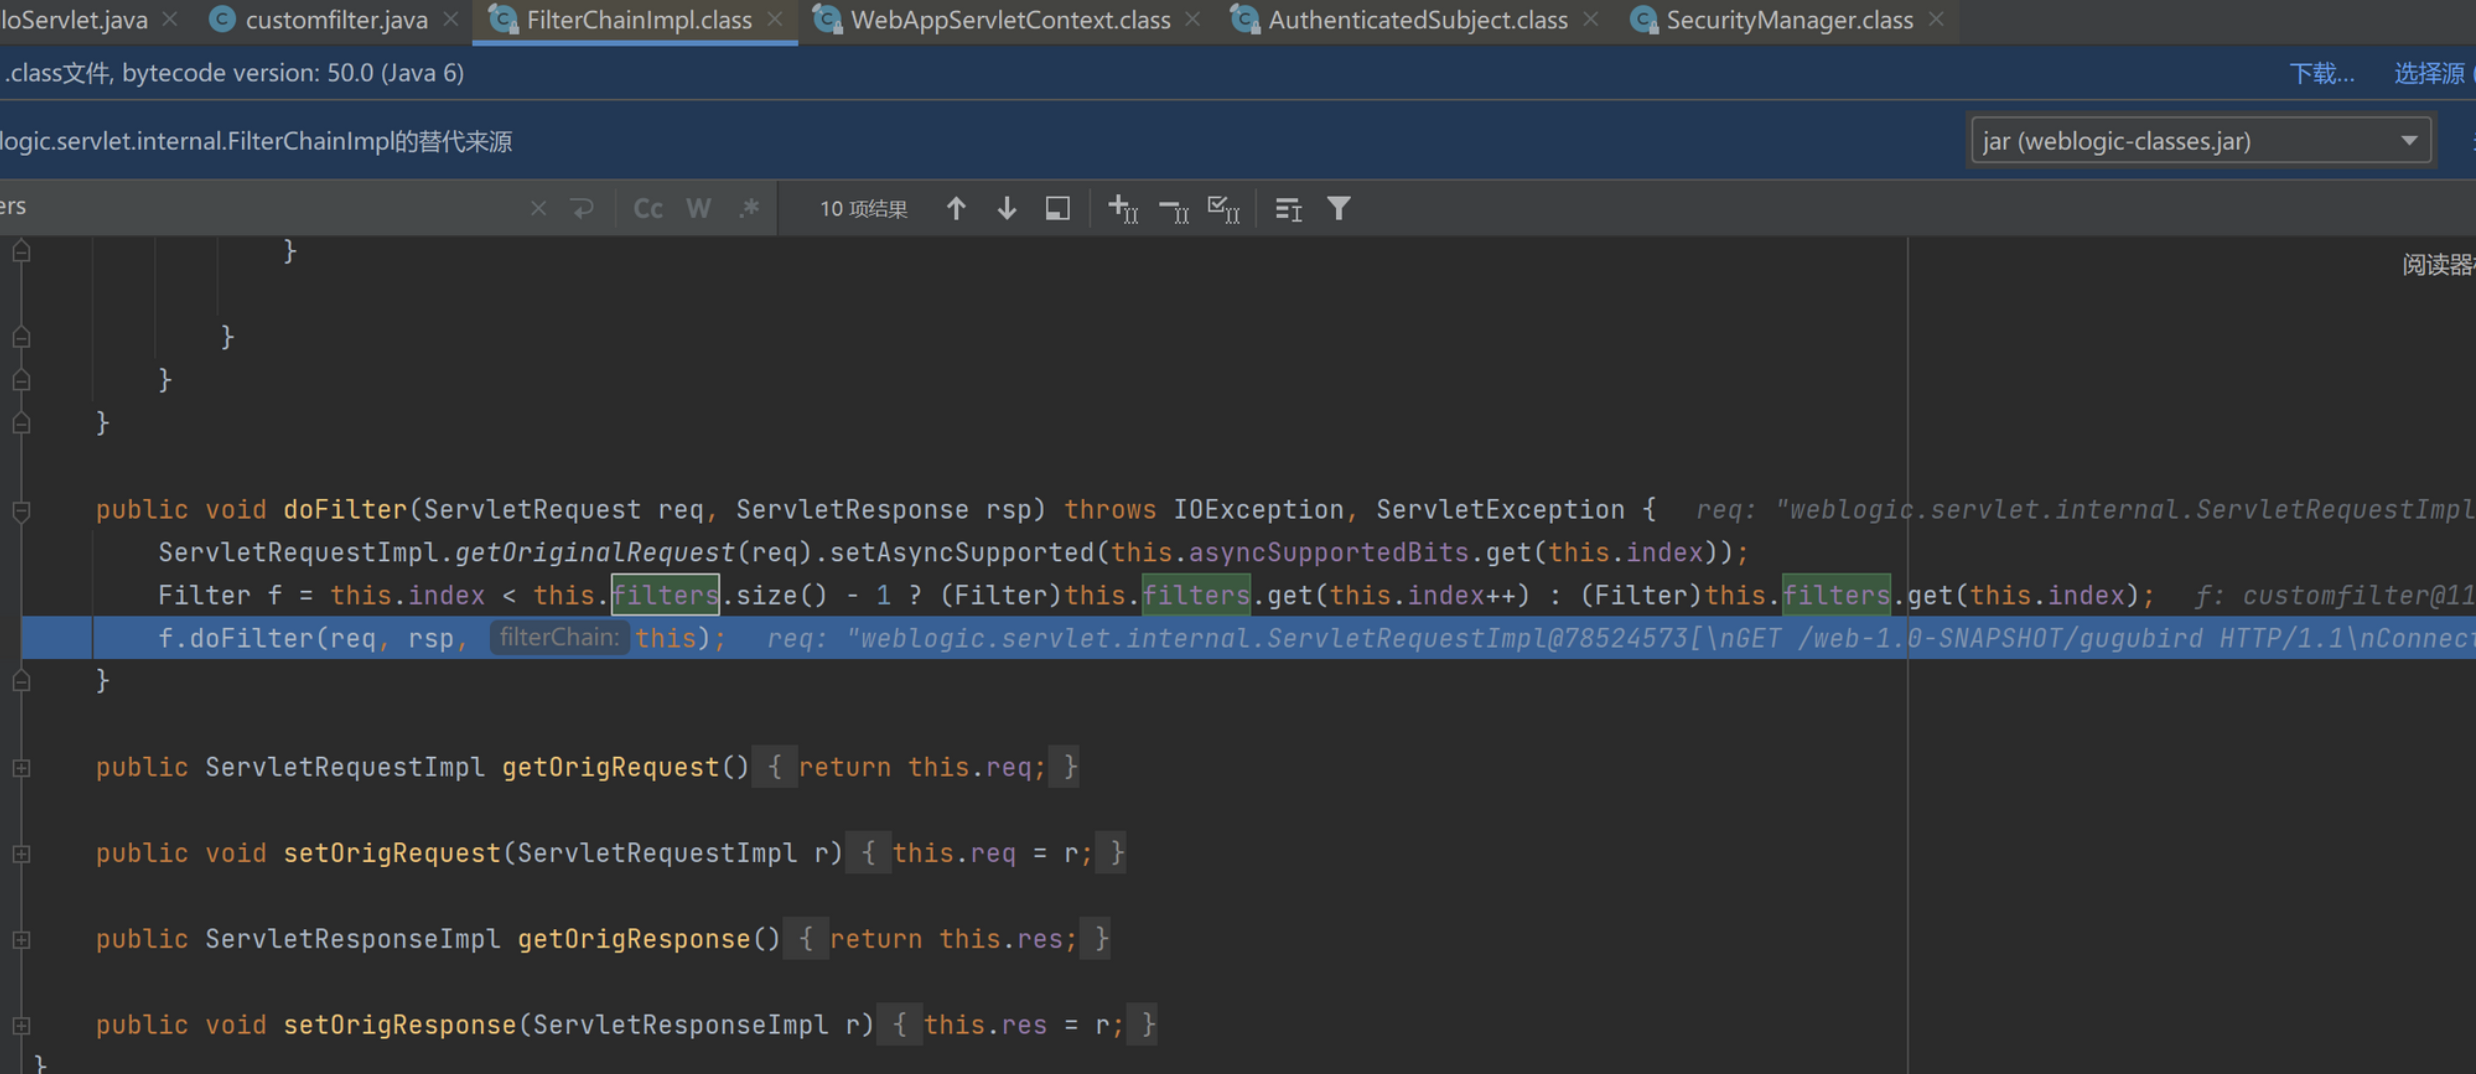 loServlet.java customfilter.java FilterChainImpl.class WebAppServletContext.class AuthenticatedSubject.class SecurityManager.class
.class文件, bytecode version: 50.0 (Java 6) 下载... 选择源
logic.servlet.internal.FilterChainImpl的替代来源 jar (weblogic-classes.jar)
ers Cc W .* 10 项结果
}
阅读器
}
}
}
public void doFilter(ServletRequest req, ServletResponse rsp) throws IOException, ServletException { req: "weblogic.servlet.internal.ServletRequestImpl
ServletRequestImpl.getOriginalRequest(req).setAsyncSupported(this.asyncSupportedBits.get(this.index));
Filter f = this.index < this.filters.size() - 1 ? (Filter)this.filters.get(this.index++) : (Filter)this.filters.get(this.index); f: customfilter@11
f.doFilter(req, rsp, filterChain: this); req: "weblogic.servlet.internal.ServletRequestImpl@78524573[\nGET /web-1.0-SNAPSHOT/gugubird HTTP/1.1\nConnect
}
public ServletRequestImpl getOrigRequest() { return this.req; }
public void setOrigRequest(ServletRequestImpl r) { this.req = r; }
public ServletResponseImpl getOrigResponse() { return this.res; }
public void setOrigResponse(ServletResponseImpl r) { this.res = r; }
}